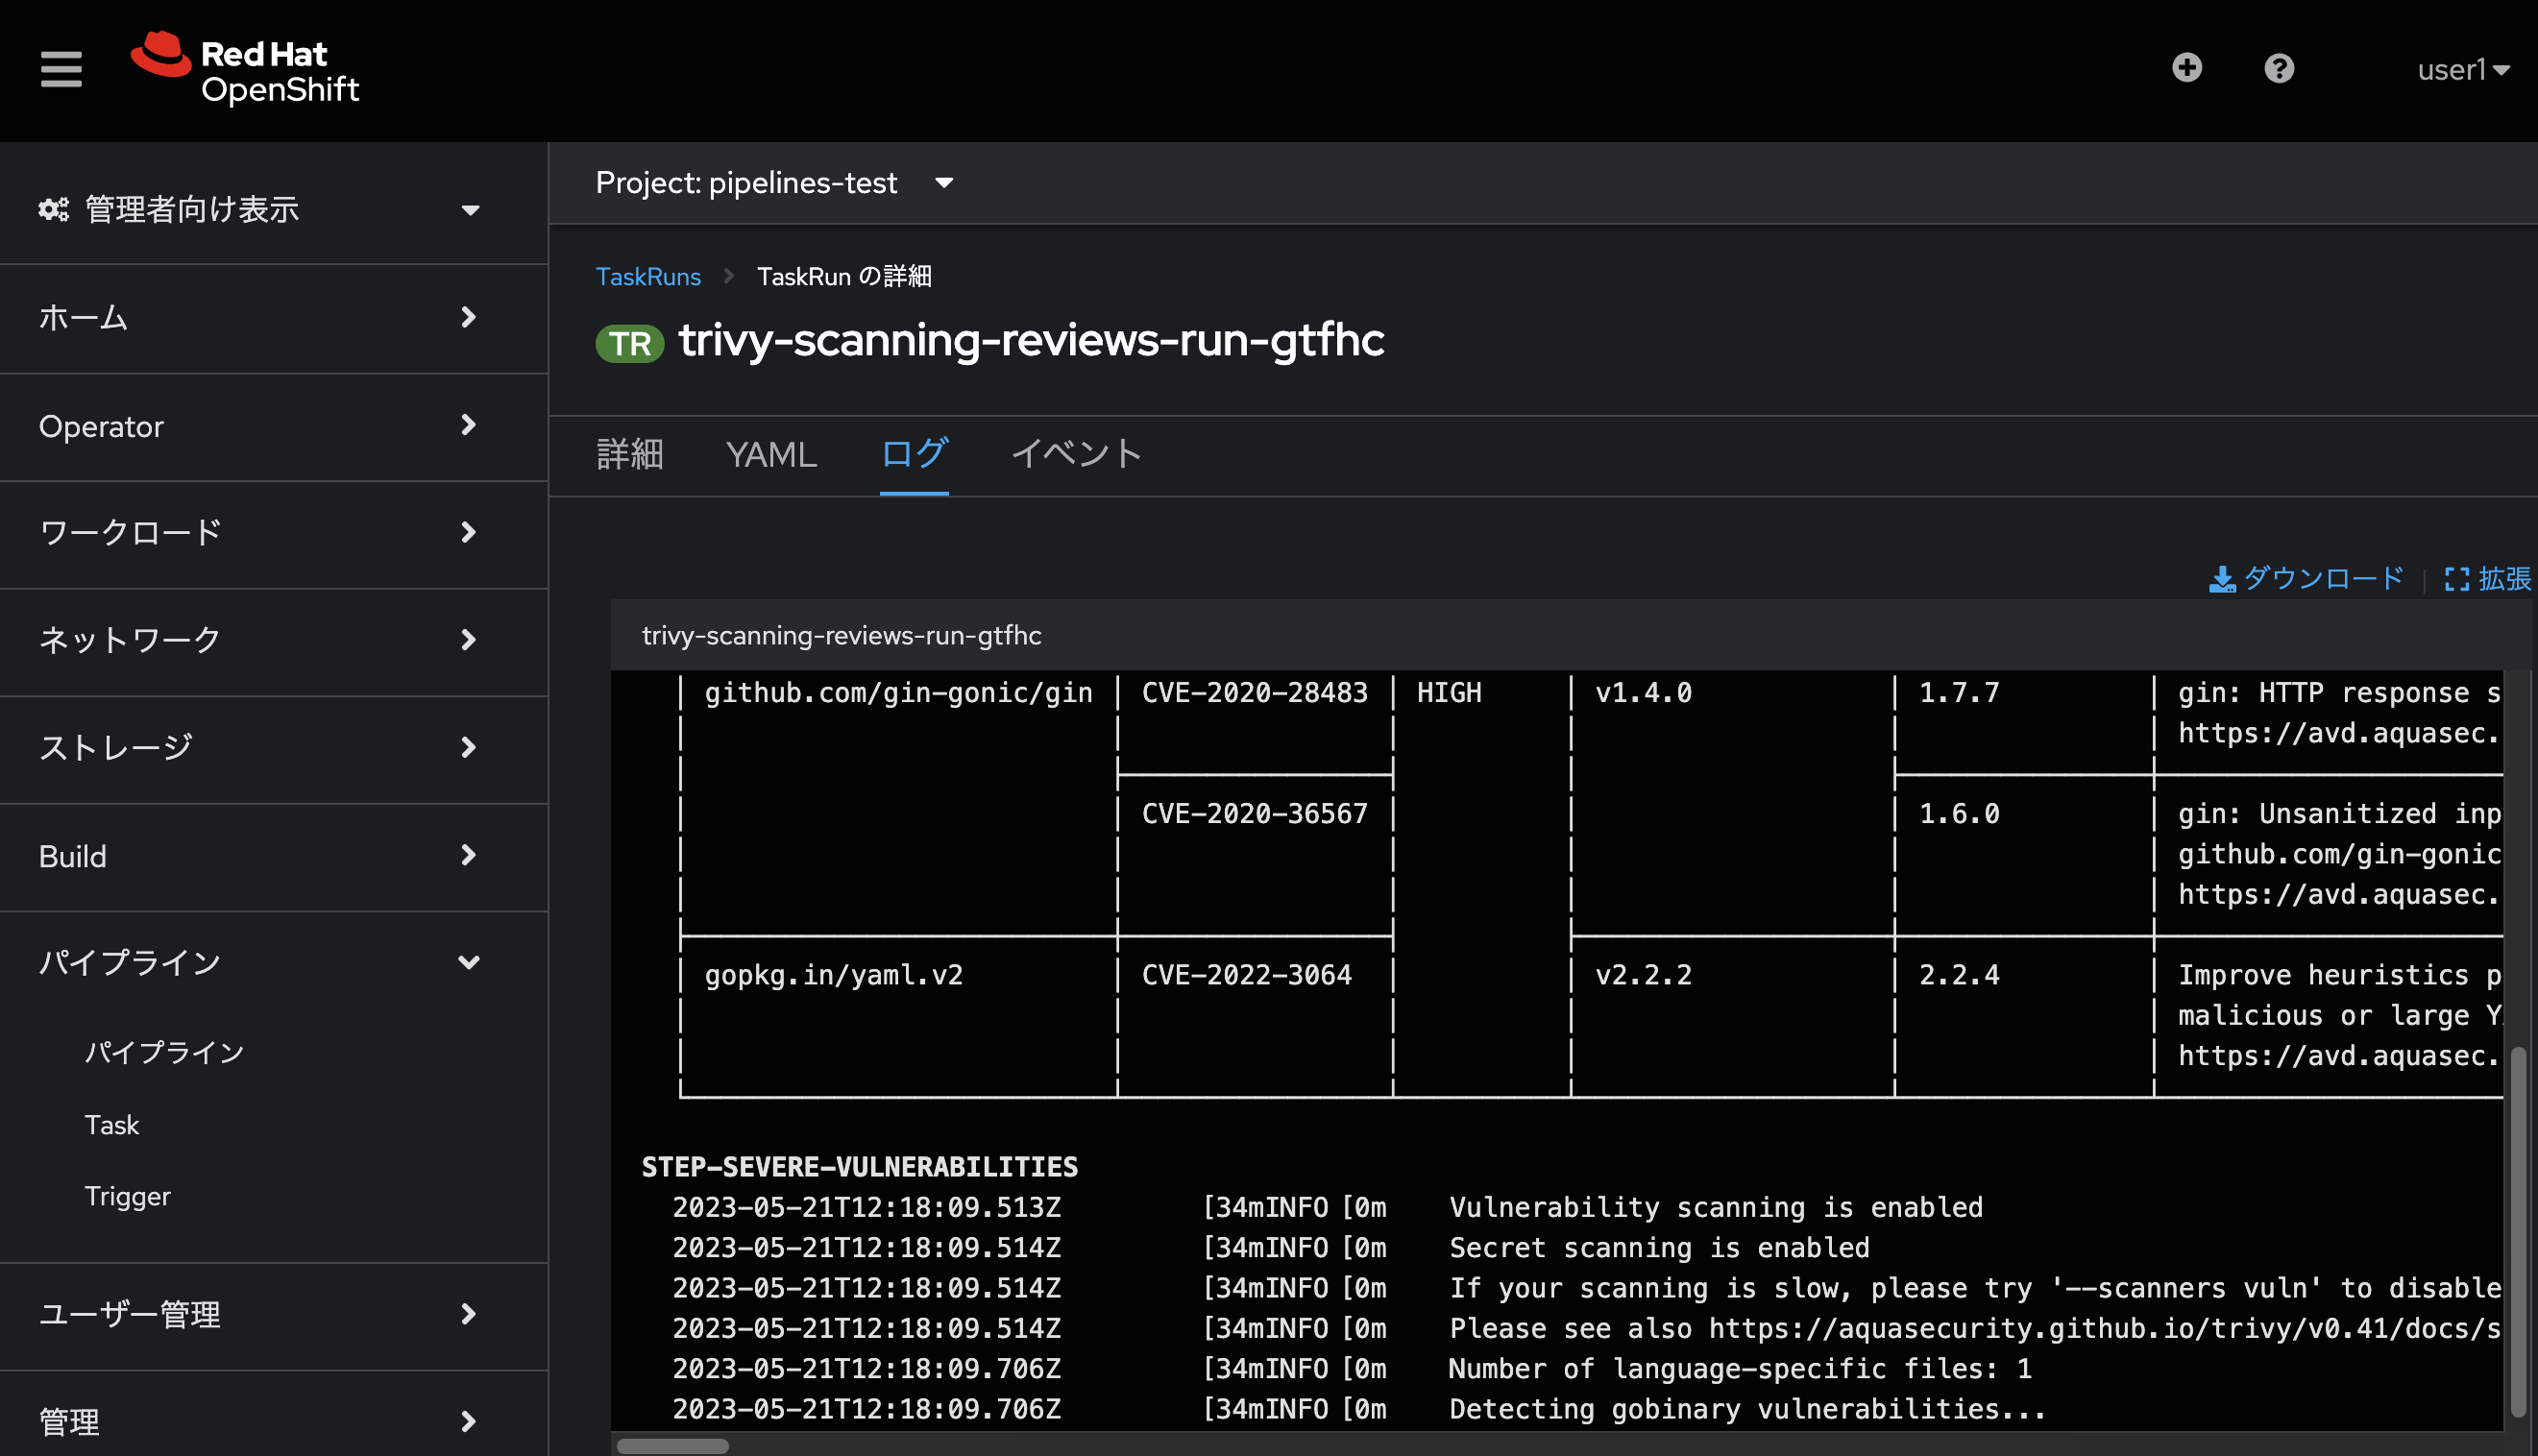 Red Hat
OpenShift
user1
管理者向け表示
ホーム
Operator
ワークロード
ネットワーク
ストレージ
Build
パイプライン
パイプライン
Task
Trigger
ユーザー管理
管理
Project: pipelines-test
TaskRuns TaskRun の詳細
TR trivy-scanning-reviews-run-gtfhc
詳細 YAML ログ イベント
ダウンロード 拡張
trivy-scanning-reviews-run-gtfhc
github.com/gin-gonic/gin CVE-2020-28483 HIGH v1.4.0 1.7.7 gin: HTTP response s
https://avd.aquasec.
CVE-2020-36567 1.6.0 gin: Unsanitized inp
github.com/gin-gonic
https://avd.aquasec.
gopkg.in/yaml.v2 CVE-2022-3064 v2.2.2 2.2.4 Improve heuristics p
malicious or large Y
https://avd.aquasec.
STEP-SEVERE-VULNERABILITIES
2023-05-21T12:18:09.513Z [34mINFO [0m Vulnerability scanning is enabled
2023-05-21T12:18:09.514Z [34mINFO [0m Secret scanning is enabled
2023-05-21T12:18:09.514Z [34mINFO [0m If your scanning is slow, please try '--scanners vuln' to disable
2023-05-21T12:18:09.514Z [34mINFO [0m Please see also https://aquasecurity.github.io/trivy/v0.41/docs/s
2023-05-21T12:18:09.706Z [34mINFO [0m Number of language-specific files: 1
2023-05-21T12:18:09.706Z [34mINFO [0m Detecting gobinary vulnerabilities...